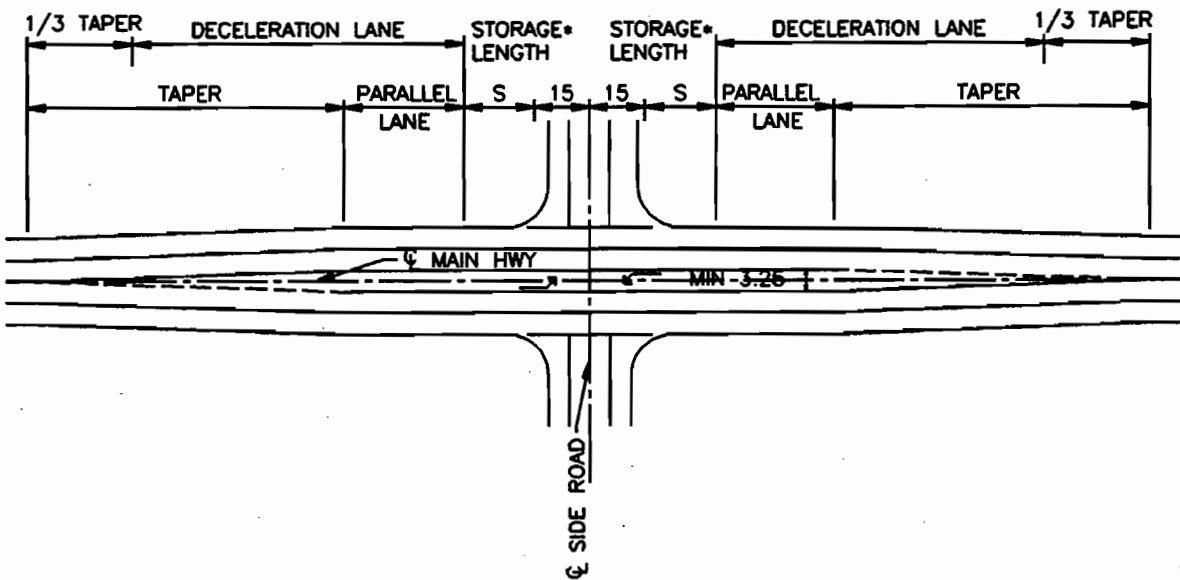 1/3 TAPER
DECELERATION LANE
STORAGE*
LENGTH
STORAGE*
LENGTH
DECELERATION LANE
1/3 TAPER
TAPER
PARALLEL
LANE
S
15
15
S
PARALLEL
LANE
TAPER
℄ MAIN HWY
MIN 3.25
℄ SIDE ROAD